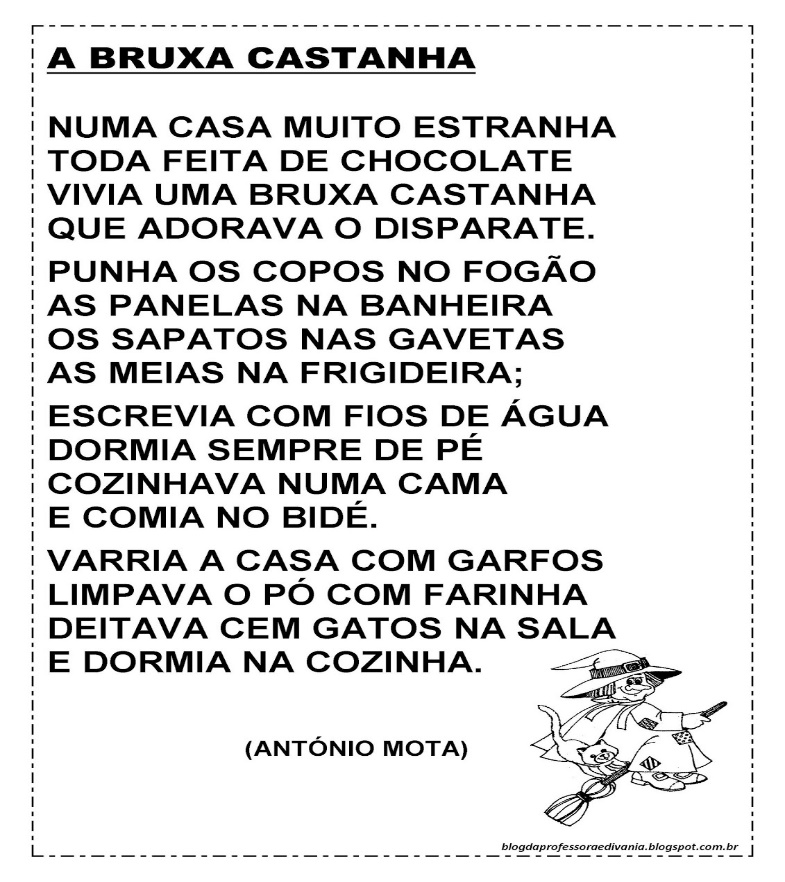 A BRUXA CASTANHA
NUMA CASA MUITO ESTRANHA
TODA FEITA DE CHOCOLATE
VIVIA UMA BRUXA CASTANHA
QUE ADORAVA O DISPARATE.
PUNHA OS COPOS NO FOGÃO
AS PANELAS NA BANHEIRA
OS SAPATOS NAS GAVETAS
AS MEIAS NA FRIGIDEIRA;
ESCREVIA COM FIOS DE ÁGUA
DORMIA SEMPRE DE PÉ
COZINHAVA NUMA CAMA
E COMIA NO BIDÉ.
VARRIA A CASA COM GARFOS
LIMPAVA O PÓ COM FARINHA
DEITAVA CEM GATOS NA SALA
E DORMIA NA COZINHA.
(ANTÓNIO MOTA)
blogdaprofessoraedivania.blogspot.com.br